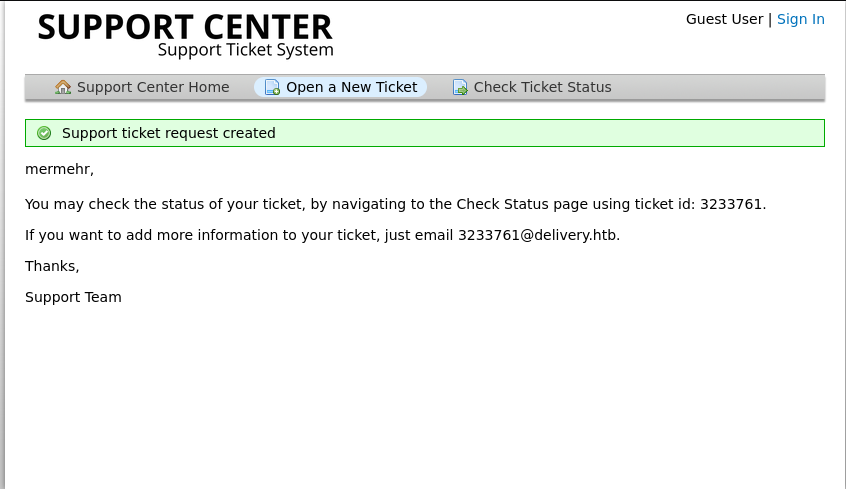 SUPPORT CENTER
Support Ticket System
Guest User | Sign In
Support Center Home
Open a New Ticket
Check Ticket Status
Support ticket request created
mermehr,
You may check the status of your ticket, by navigating to the Check Status page using ticket id: 3233761.
If you want to add more information to your ticket, just email 3233761@delivery.htb.
Thanks,
Support Team